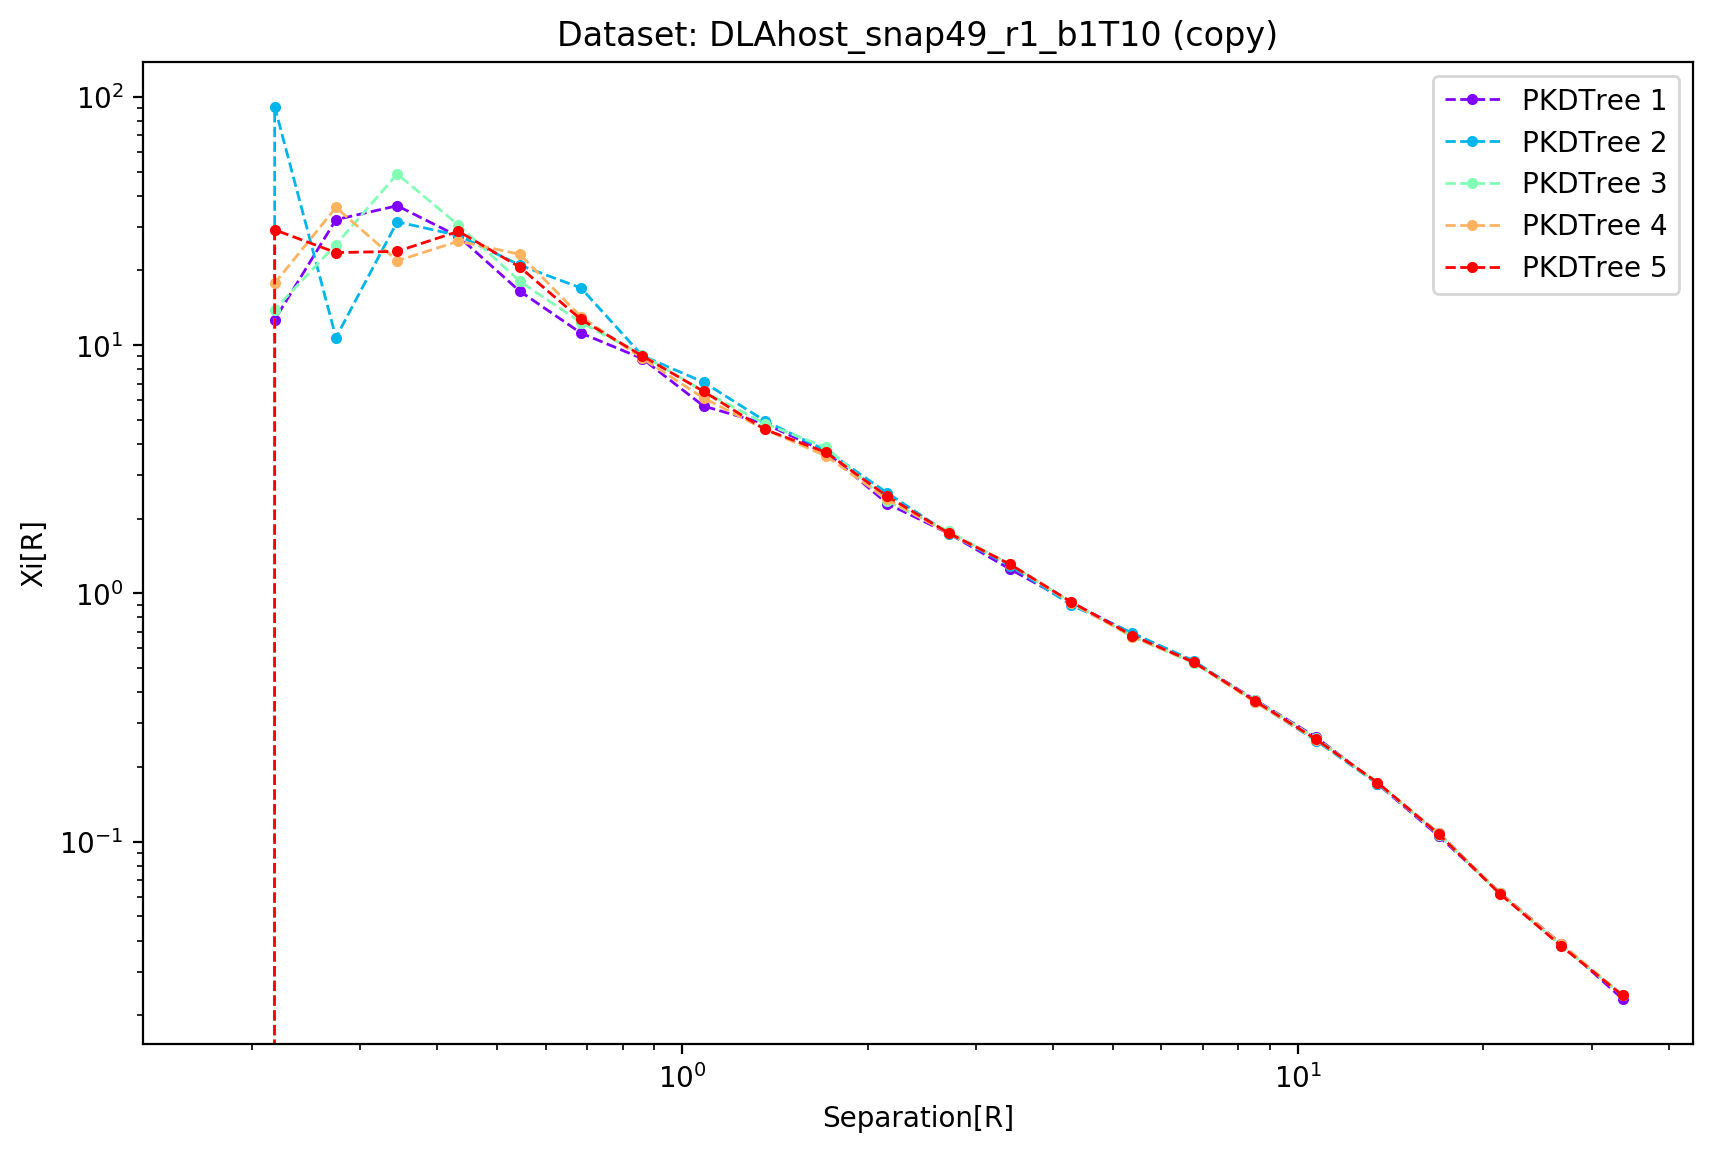 Dataset: DLAhost_snap49_r1_b1T10 (copy)
10²
10¹
10⁰
10⁻¹
Xi[R]
PKDTree 1
PKDTree 2
PKDTree 3
PKDTree 4
PKDTree 5
10⁰
10¹
Separation[R]